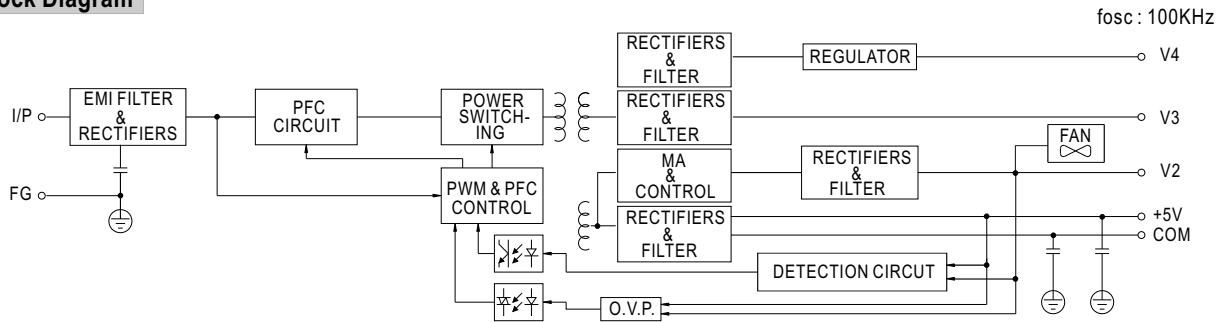 ock Diagram
fosc : 100KHz
I/P
EMI FILTER
&
RECTIFIERS
FG
PFC
CIRCUIT
POWER
SWITCH-
ING
PWM & PFC
CONTROL
RECTIFIERS
&
FILTER
REGULATOR
V4
RECTIFIERS
&
FILTER
V3
FAN
MA
&
CONTROL
RECTIFIERS
&
FILTER
V2
RECTIFIERS
&
FILTER
+5V
COM
DETECTION CIRCUT
O.V.P.